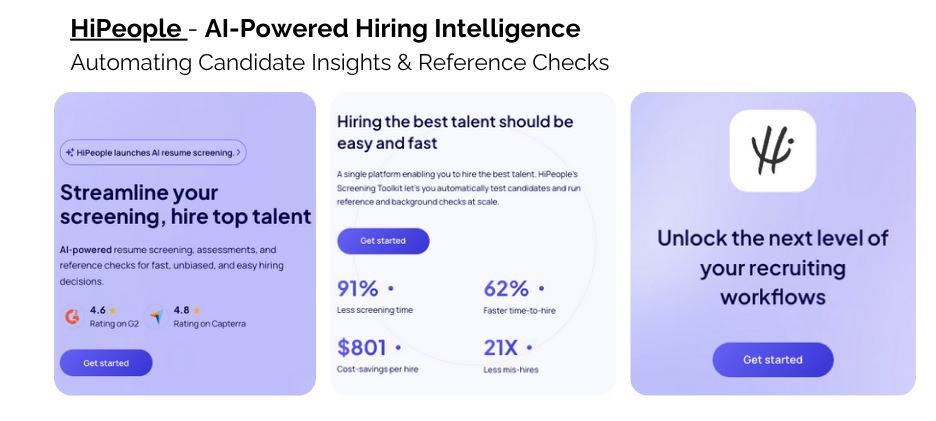 HiPeople - AI-Powered Hiring Intelligence
Automating Candidate Insights & Reference Checks
HiPeople launches AI resume screening. >
Streamline your
screening, hire top talent
AI-powered resume screening, assessments, and
reference checks for fast, unbiased, and easy hiring
decisions.
4.6
Rating on G2
4.8
Rating on Capterra
Get started
Hiring the best talent should be
easy and fast
A single platform enabling you to hire the best talent. HiPeople's
Screening Toolkit let's you automatically test candidates and run
reference and background checks at scale.
Get started
91% •
Less screening time
62% •
Faster time-to-hire
$801 •
Cost-savings per hire
21X •
Less mis-hires
Hi
Unlock the next level of
your recruiting
workflows
Get started